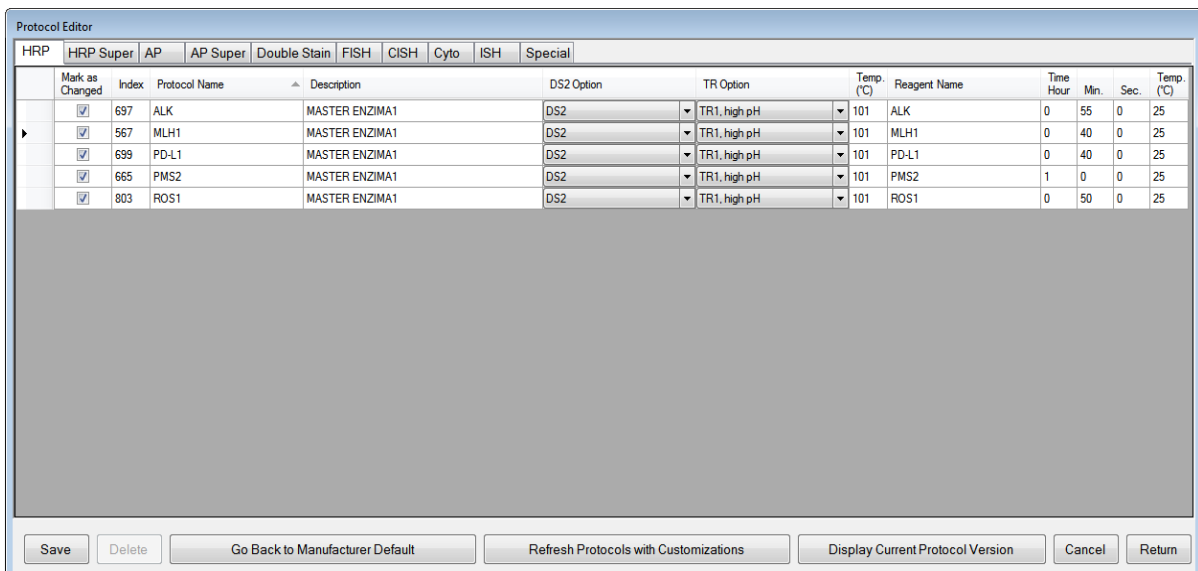 Protocol Editor
HRP HRP Super AP AP Super Double Stain FISH CISH Cyto ISH Special
Mark as Changed Index Protocol Name Description DS2 Option TR Option Temp. (°C) Reagent Name Time Hour Min. Sec. Temp. (°C)
697 ALK MASTER ENZIMA1 DS2 TR1, high pH 101 ALK 0 55 0 25
567 MLH1 MASTER ENZIMA1 DS2 TR1, high pH 101 MLH1 0 40 0 25
699 PD-L1 MASTER ENZIMA1 DS2 TR1, high pH 101 PD-L1 0 40 0 25
665 PMS2 MASTER ENZIMA1 DS2 TR1, high pH 101 PMS2 1 0 0 25
803 ROS1 MASTER ENZIMA1 DS2 TR1, high pH 101 ROS1 0 50 0 25
Save Delete Go Back to Manufacturer Default Refresh Protocols with Customizations Display Current Protocol Version Cancel Return